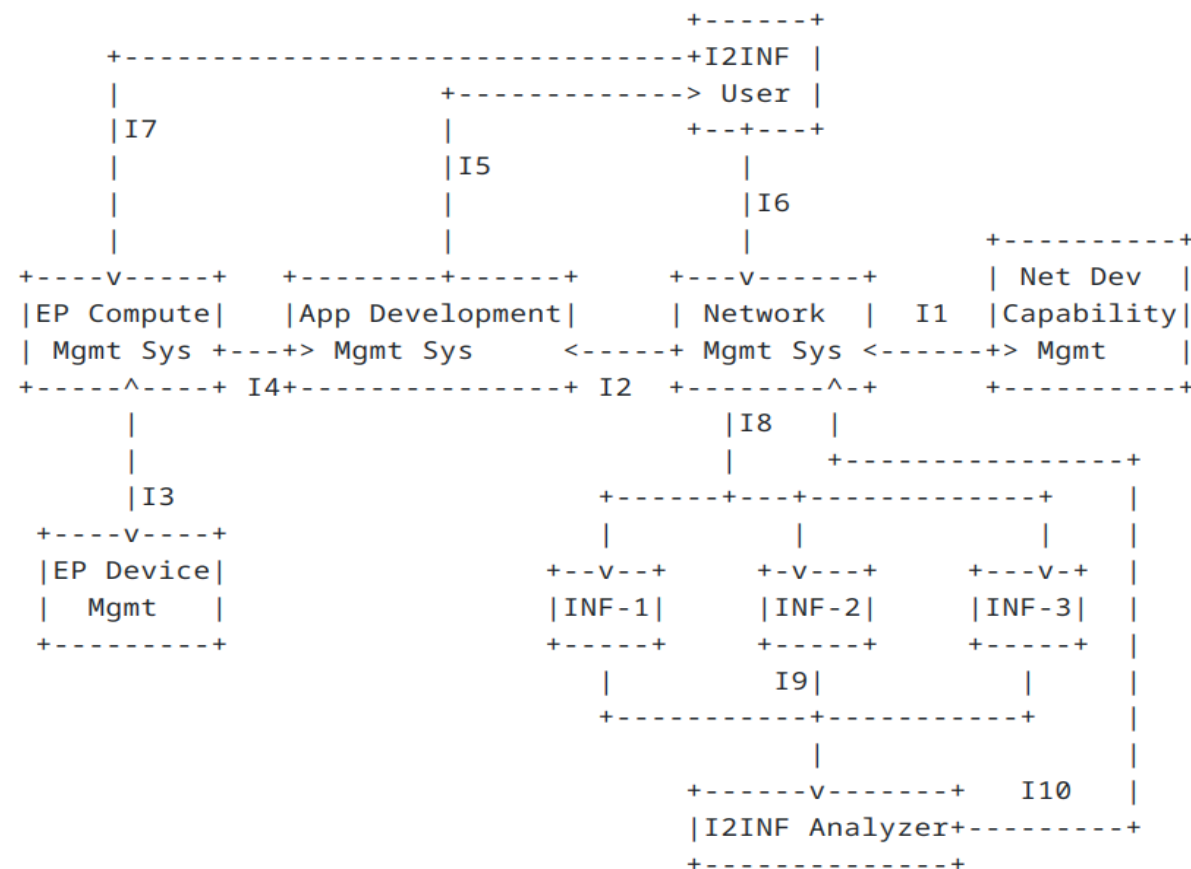 +------+
      +--------------------------------+I2INF |
      |                  +-------------> User |
      |I7                |             +--+---+
      |                  |I5              |
      |                  |                |I6
      |                  |                |             +----------+
+----v-----+   +--------+------+     +---v------+      | Net Dev  |
|EP Compute|   |App Development|     | Network  |  I1  |Capability|
| Mgmt Sys +---+> Mgmt Sys     <-----+ Mgmt Sys <------+> Mgmt    |
+-----^----+ I4+---------------+ I2  +--------^-+      +----------+
      |                                  |I8   |
      |                                  |     +----------------+
      |I3                         +------+---+-------------+    |
 +----v----+                      |          |             |    |
 |EP Device|                   +--v--+     +-v---+     +---v-+  |
 |  Mgmt   |                   |INF-1|     |INF-2|     |INF-3|  |
 +---------+                   +-----+     +-----+     +-----+  |
                                  |         I9|           |     |
                                  +-----------+-----------+     |
                                              |                 |
                                       +------v-------+   I10   |
                                       |I2INF Analyzer+---------+
                                       +--------------+